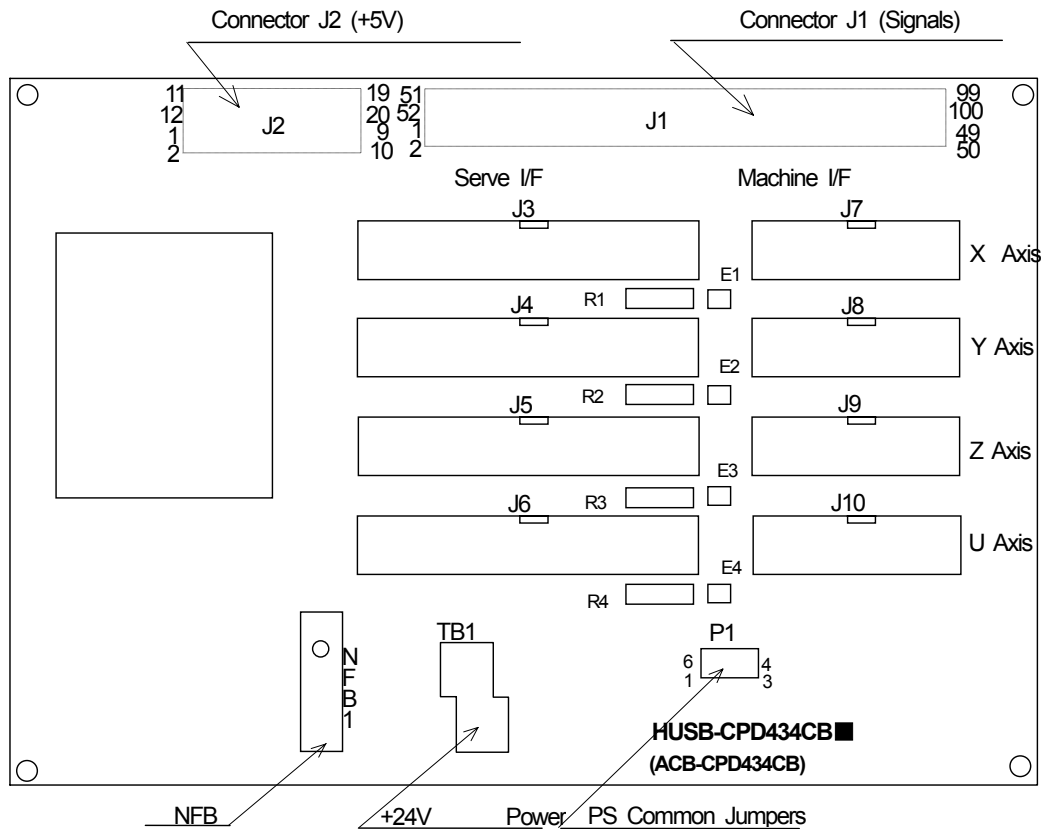 Connector J2 (+5V)
Connector J1 (Signals)
11
12
1
2
J2
19
20
9
10
51
52
1
2
J1
99
100
49
50
Serve I/F
Machine I/F
J3
J7
X Axis
R1
E1
J4
J8
Y Axis
R2
E2
J5
J9
Z Axis
R3
E3
J6
J10
U Axis
R4
E4
NFB1
TB1
P1
6
4
1
3
HUSB-CPD434CB■
(ACB-CPD434CB)
NFB
+24V Power
PS Common Jumpers